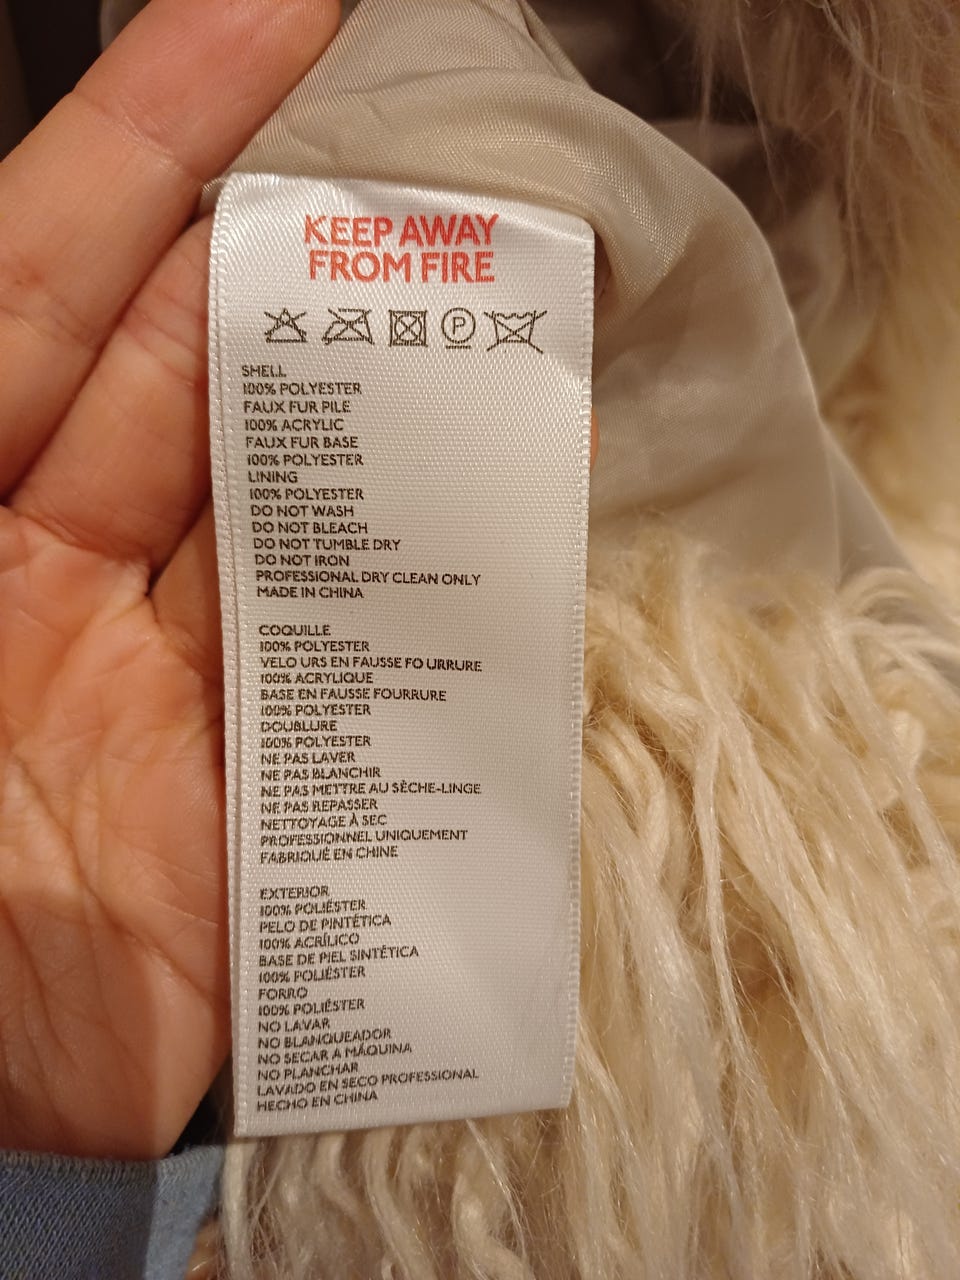 KEEP AWAY
FROM FIRE
P
SHELL
100% POLYESTER
FAUX FUR PILE
100% ACRYLIC
FAUX FUR BASE
100% POLYESTER
LINING
100% POLYESTER
DO NOT WASH
DO NOT BLEACH
DO NOT TUMBLE DRY
DO NOT IRON
PROFESSIONAL DRY CLEAN ONLY
MADE IN CHINA
COQUILLE
100% POLYESTER
VELO URS EN FAUSSE FO URRURE
100% ACRYLIQUE
BASE EN FAUSSE FOURRURE
100% POLYESTER
DOUBLURE
100% POLYESTER
NE PAS LAVER
NE PAS BLANCHIR
NE PAS METTRE AU SÈCHE-LINGE
NE PAS REPASSER
NETTOYAGE À SEC
PROFESSIONNEL UNIQUEMENT
FABRIQUÉ EN CHINE
EXTERIOR
100% POLIÉSTER
PELO DE PINTÉTICA
100% ACRÍLICO
BASE DE PIEL SINTÉTICA
100% POLIÉSTER
FORRO
100% POLIÉSTER
NO LAVAR
NO BLANQUEADOR
NO SECAR A MÁQUINA
NO PLANCHAR
LAVADO EN SECO PROFESSIONAL
HECHO EN CHINA